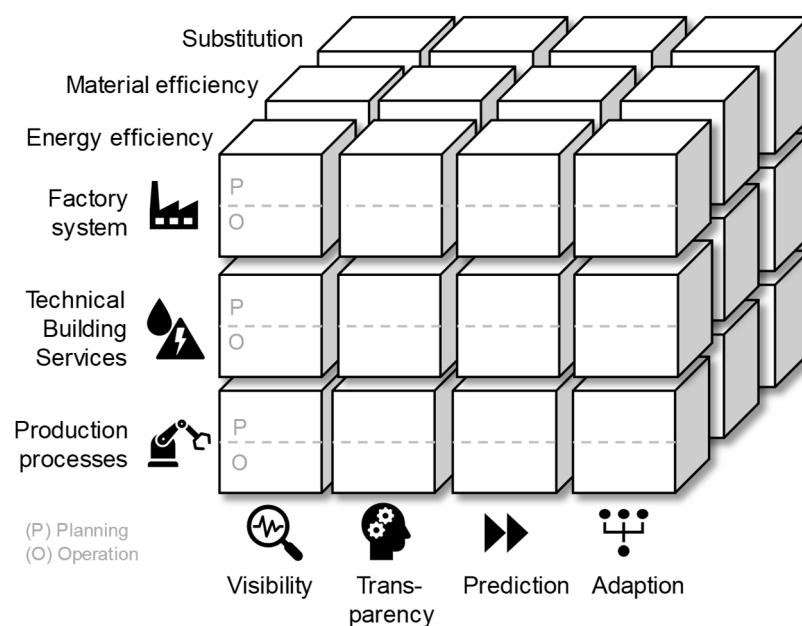 Substitution
Material efficiency
Energy efficiency
Factory
system
P
O
Technical
Building
Services
P
O
Production
processes
P
O
(P) Planning
(O) Operation
Visibility
Trans-
parency
Prediction
Adaption